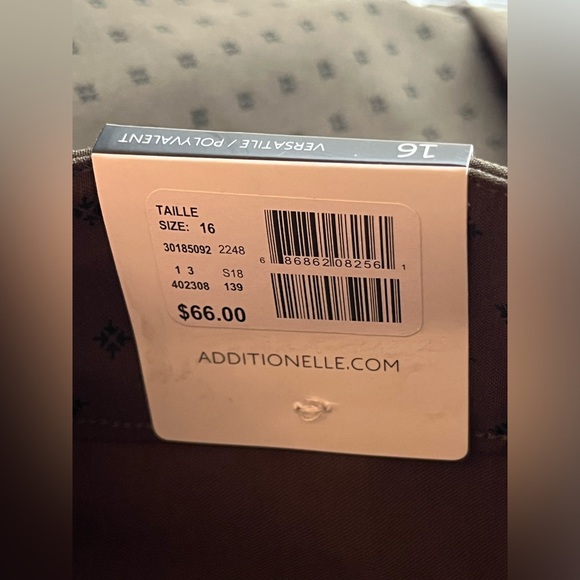 VERSATILE / POLYVALENT 16
TAILLE
SIZE: 16
30185092 2248
1 3 S18
402308 139
$66.00
6 86862 08256 1
ADDITIONELLE.COM